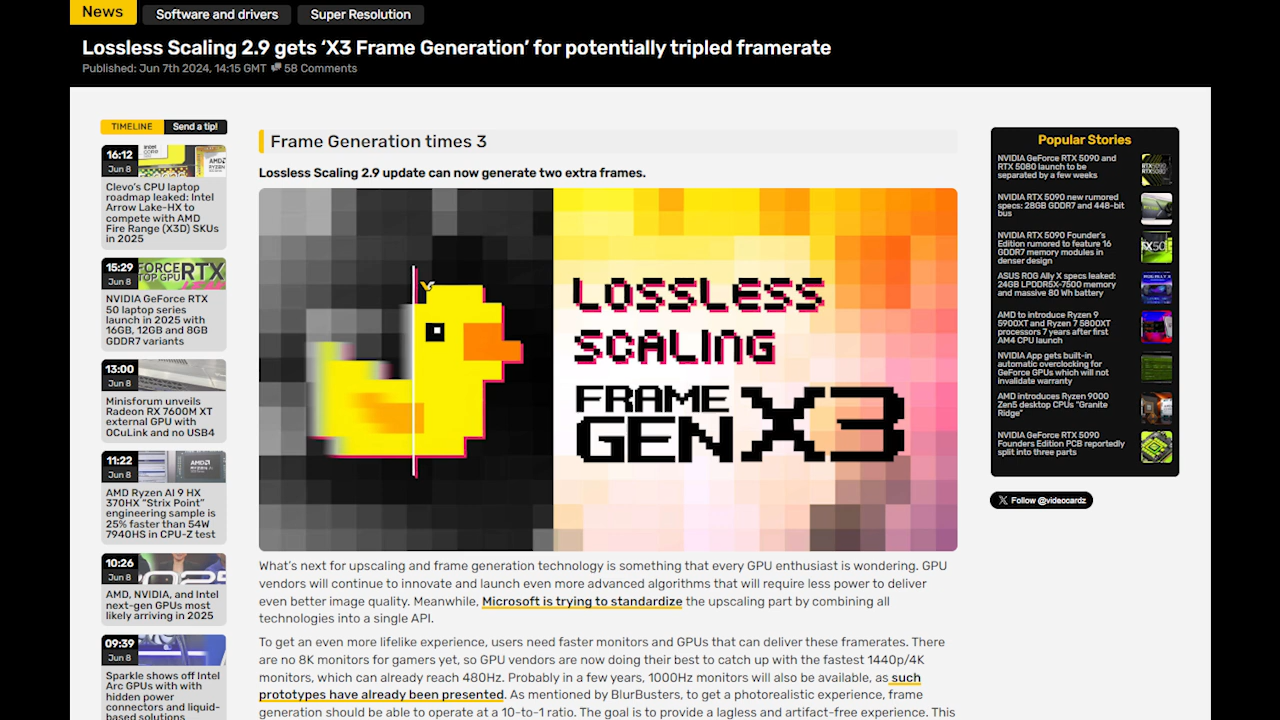 News
Software and drivers
Super Resolution
Lossless Scaling 2.9 gets ‘X3 Frame Generation’ for potentially tripled framerate
Published: Jun 7th 2024, 14:15 GMT 58 Comments
TIMELINE
Send a tip!
16:12
Jun 8
Clevo's CPU laptop
roadmap leaked: Intel
Arrow Lake-HX to
compete with AMD
Fire Range (X3D) SKUs
in 2025
15:29
Jun 8
NVIDIA GeForce RTX
50 laptop series
launch in 2025 with
16GB, 12GB and 8GB
GDDR7 variants
13:00
Jun 8
Minisforum unveils
Radeon RX 7600M XT
external GPU with
OCuLink and no USB4
11:22
Jun 8
AMD Ryzen AI 9 HX
370HX “Strix Point”
engineering sample is
25% faster than 54W
7940HS in CPU-Z test
10:26
Jun 8
AMD, NVIDIA, and Intel
next-gen GPUs most
likely arriving in 2025
09:39
Jun 8
Sparkle shows off Intel
Arc GPUs with with
hidden power
connectors and liquid-
based solutions
Frame Generation times 3
Lossless Scaling 2.9 update can now generate two extra frames.
LOSSLESS
SCALING
FRAME
GEN X3
What’s next for upscaling and frame generation technology is something that every GPU enthusiast is wondering. GPU
vendors will continue to innovate and launch even more advanced algorithms that will require less power to deliver
even better image quality. Meanwhile, Microsoft is trying to standardize the upscaling part by combining all
technologies into a single API.
To get an even more lifelike experience, users need better monitors and GPUs that can deliver these framerates. There
are no 8K monitors for gamers yet, so GPU vendors are now doing their best to catch up with the fastest 1440p/4K
monitors, which can already reach 480Hz. Probably in a few years, 1000Hz monitors will also be available, as such
prototypes have already been presented. As mentioned by BlurBusters, to get a photorealistic experience, frame
generation should be able to operate at a 10-to-1 ratio. The goal is to provide a lagless and artifact-free experience. This
Popular Stories
NVIDIA GeForce RTX 5090 and
RTX 5080 launch to be
separated by a few weeks
NVIDIA RTX 5090 new rumored
specs: 28GB GDDR7 and 448-bit
bus
NVIDIA RTX 5090 Founder's
Edition rumored to feature 16
GDDR7 memory modules in
denser design
ASUS ROG Ally X specs leaked:
24GB LPDDR5X-7500 memory
and massive 80 Wh battery
AMD to introduce Ryzen 9
5900XT and Ryzen 7 5800XT
processors 7 years after first
AM4 CPU launch
NVIDIA App gets built-in
automatic overclocking for
GeForce GPUs which will not
invalidate warranty
AMD introduces Ryzen 9000
Zen5 desktop CPUs “Granite
Ridge”
NVIDIA GeForce RTX 5090
Founders Edition PCB reportedly
split into three parts
Follow @videocardz